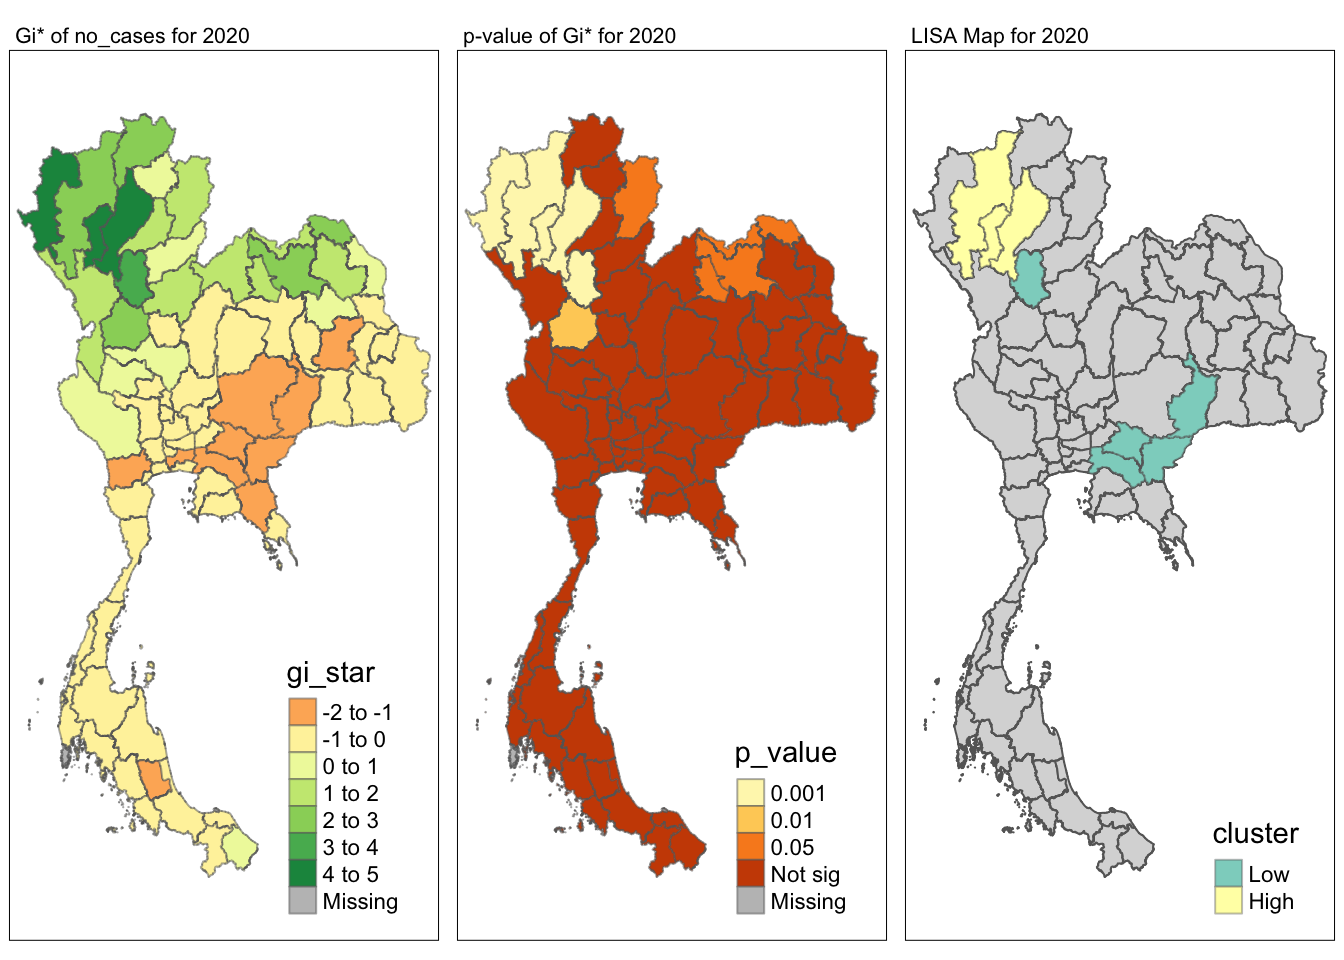 Gi* of no_cases for 2020
p-value of Gi* for 2020
LISA Map for 2020
gi_star
-2 to -1
-1 to 0
0 to 1
1 to 2
2 to 3
3 to 4
4 to 5
Missing
p_value
0.001
0.01
0.05
Not sig
Missing
cluster
Low
High